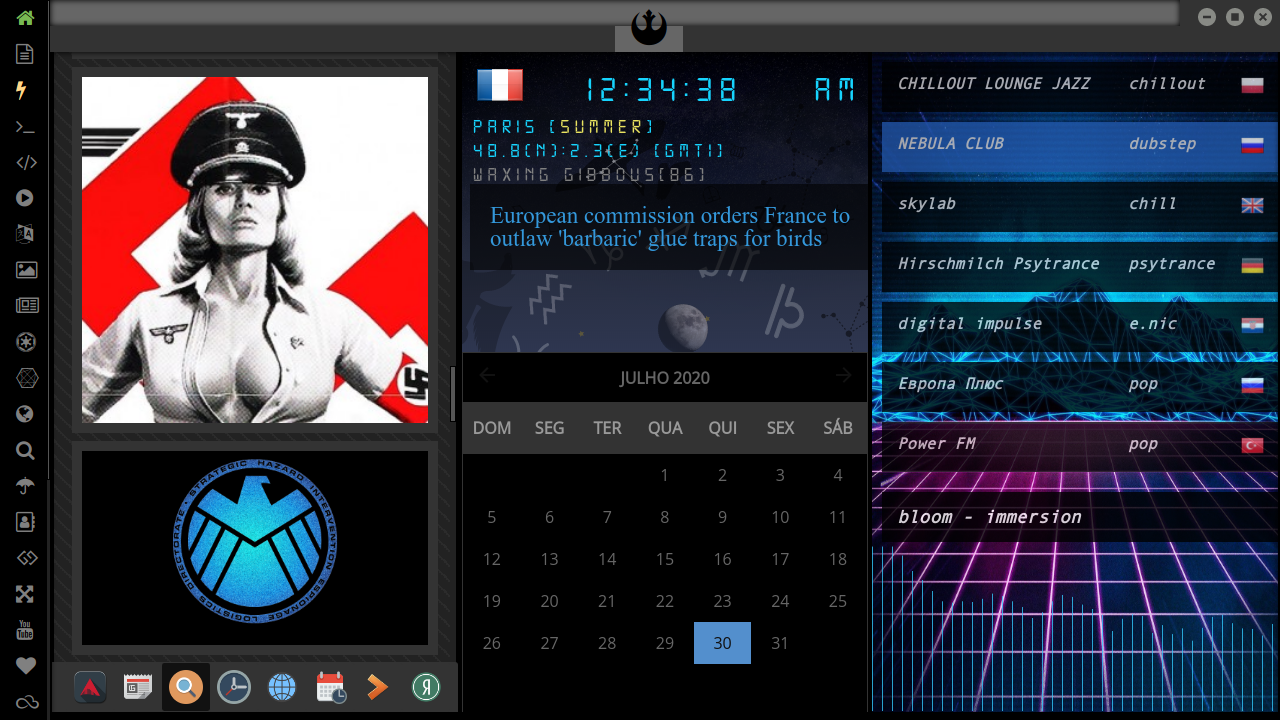 12:34:38 AM
PARIS (SUMMER)
48.8(N):2.3(E) (GMT1)
WAXING GIBBOUS(86)
European commission orders France to
outlaw 'barbaric' glue traps for birds
JULHO 2020
DOM SEG TER QUA QUI SEX SÁB
1 2 3 4
5 6 7 8 9 10 11
12 13 14 15 16 17 18
19 20 21 22 23 24 25
26 27 28 29 30 31
CHILLOUT LOUNGE JAZZ chillout
NEBULA CLUB dubstep
skylab chill
Hirschmilch Psytrance psytrance
digital impulse e.nic
Европа Плюс pop
Power FM pop
bloom - immersion
STRATEGIC HAZARD INTERVENTION ESPIONAGE LOGISTICS DIRECTORATE
You
Tube
Я